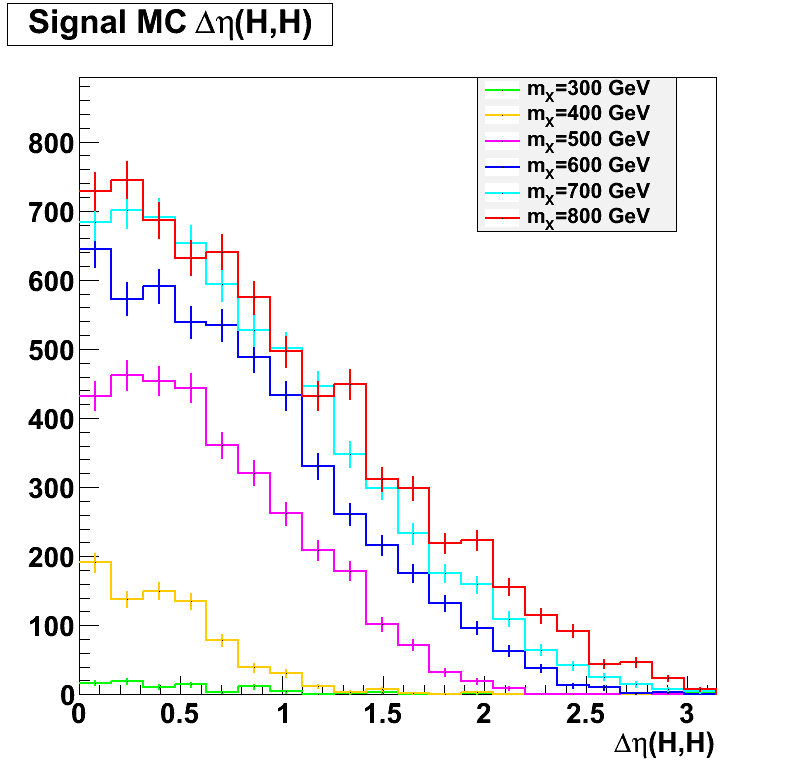 Signal MC Δη(H,H)
m_X=300 GeV
m_X=400 GeV
m_X=500 GeV
m_X=600 GeV
m_X=700 GeV
m_X=800 GeV
800
700
600
500
400
300
200
100
0
0 0.5 1 1.5 2 2.5 3
Δη(H,H)